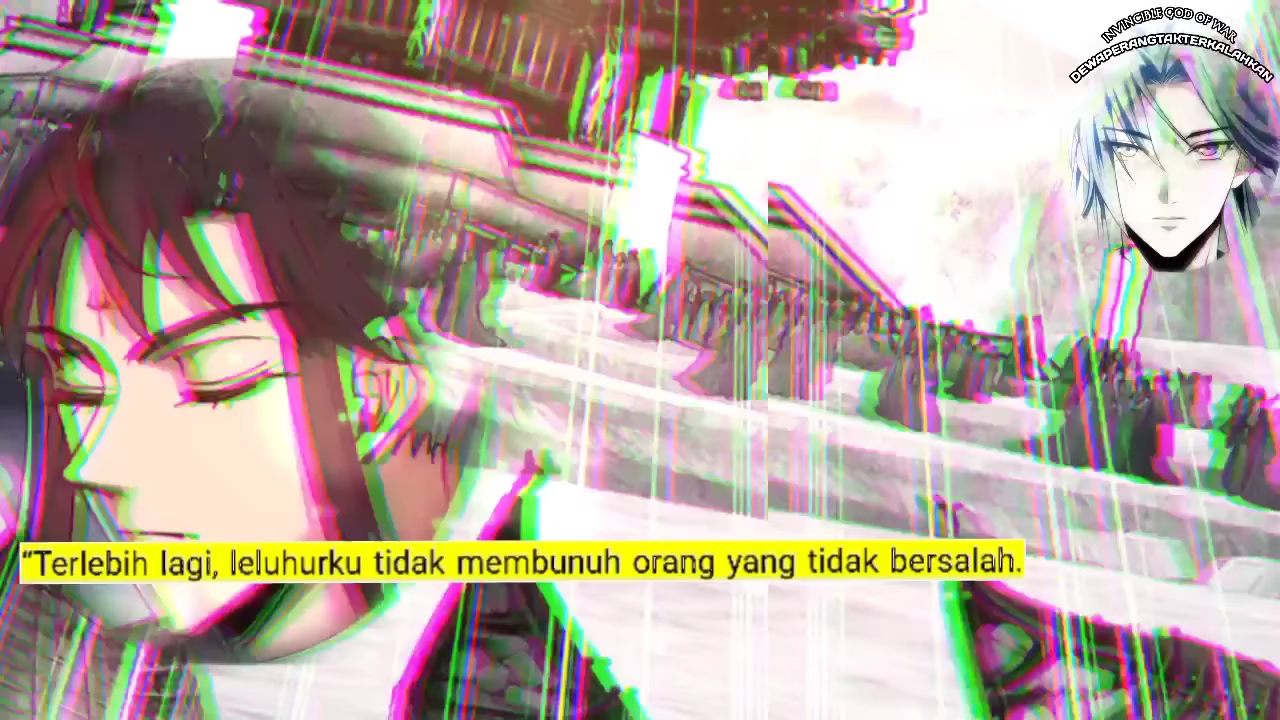 INVINCIBLE GOD OF WAR
DEWAPERANGTAKTERKALAHKAN
“Terlebih lagi, leluhurku tidak membunuh orang yang tidak bersalah.